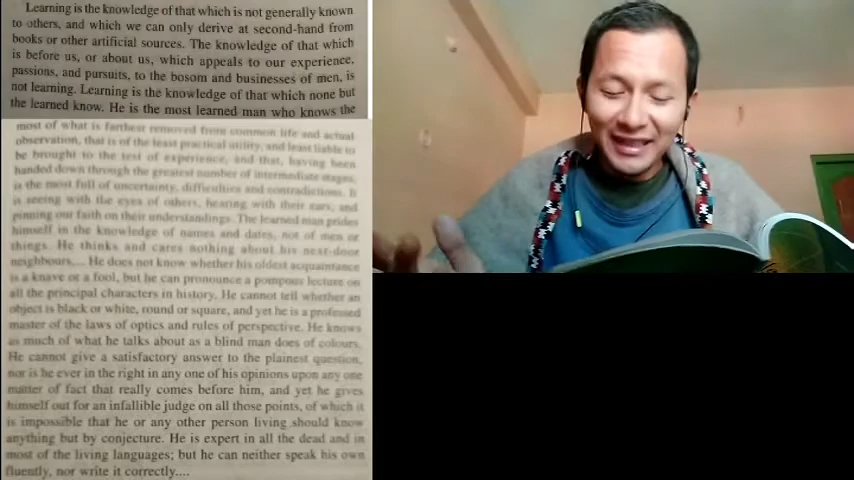 Learning is the knowledge of that which is not generally known
to others, and which we can only derive at second-hand from
books or other artificial sources. The knowledge of that which
is before us, or about us, which appeals to our experience,
passions, and pursuits, to the bosom and businesses of men, is
not learning. Learning is the knowledge of that which none but
the learned know. He is the most learned man who knows the
most of what is farthest removed from common life and actual
observation, that is of the least practical utility, and least liable to
be brought to the test of experience, and that, having been
handed down through the greatest number of intermediate stages,
is the most full of uncertainty, difficulties and contradictions. It
is seeing with the eyes of others, hearing with their ears, and
pinning our faith on their understandings. The learned man prides
himself in the knowledge of names and dates, not of men or
things. He thinks and cares nothing about his next-door
neighbours,... He does not know whether his oldest acquaintance
is a knave or a fool, but he can pronounce a pompous lecture on
all the principal characters in history. He cannot tell whether an
object is black or white, round or square, and yet he is a professed
master of the laws of optics and rules of perspective. He knows
as much of what he talks about as a blind man does of colours.
He cannot give a satisfactory answer to the plainest question,
nor is he ever in the right in any one of his opinions upon any one
matter of fact that really comes before him, and yet he gives
himself out for an infallible judge on all those points, of which it
is impossible that he or any other person living should know
anything but by conjecture. He is expert in all the dead and in
most of the living languages; but he can neither speak his own
fluently, nor write it correctly....